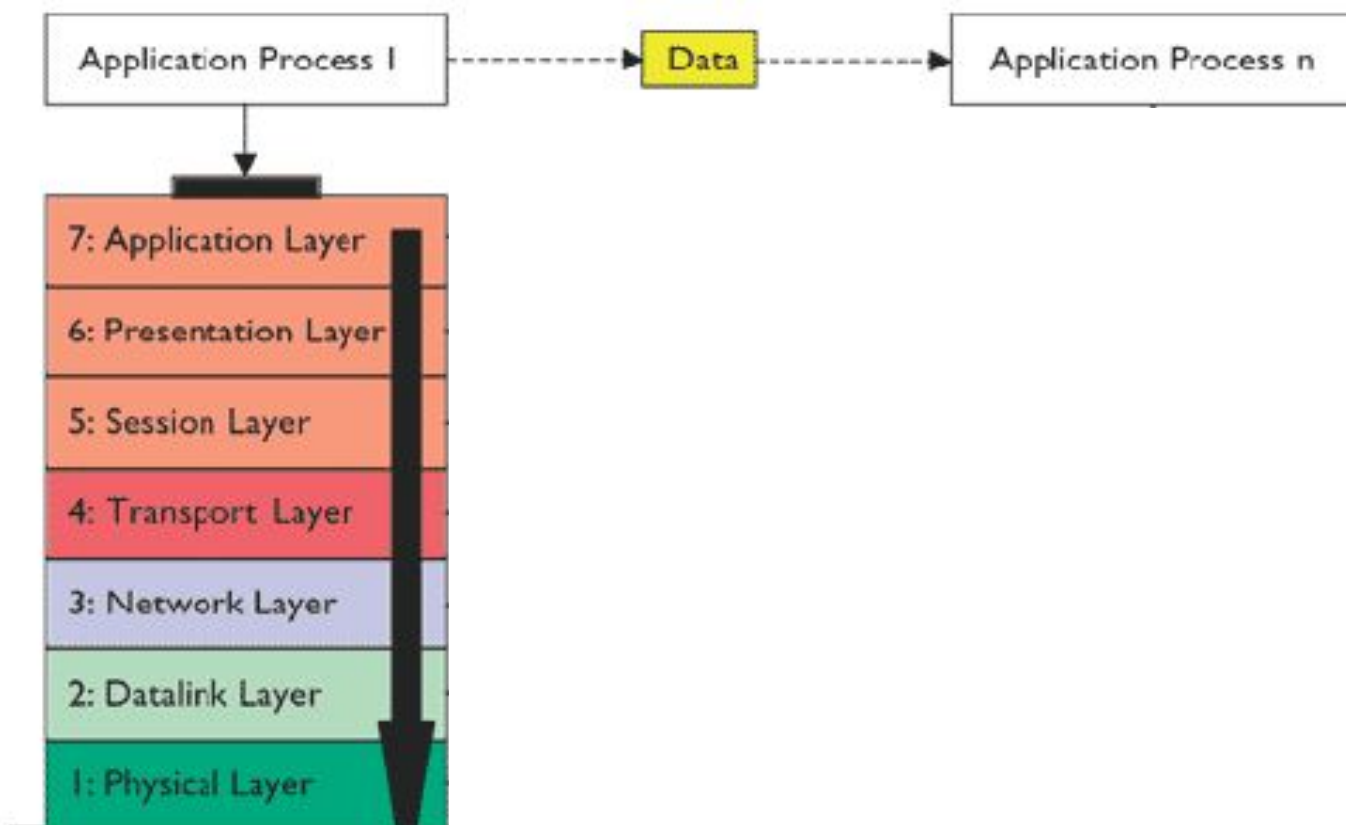 Application Process 1
Data
Application Process n
7: Application Layer
6: Presentation Layer
5: Session Layer
4: Transport Layer
3: Network Layer
2: Datalink Layer
1: Physical Layer